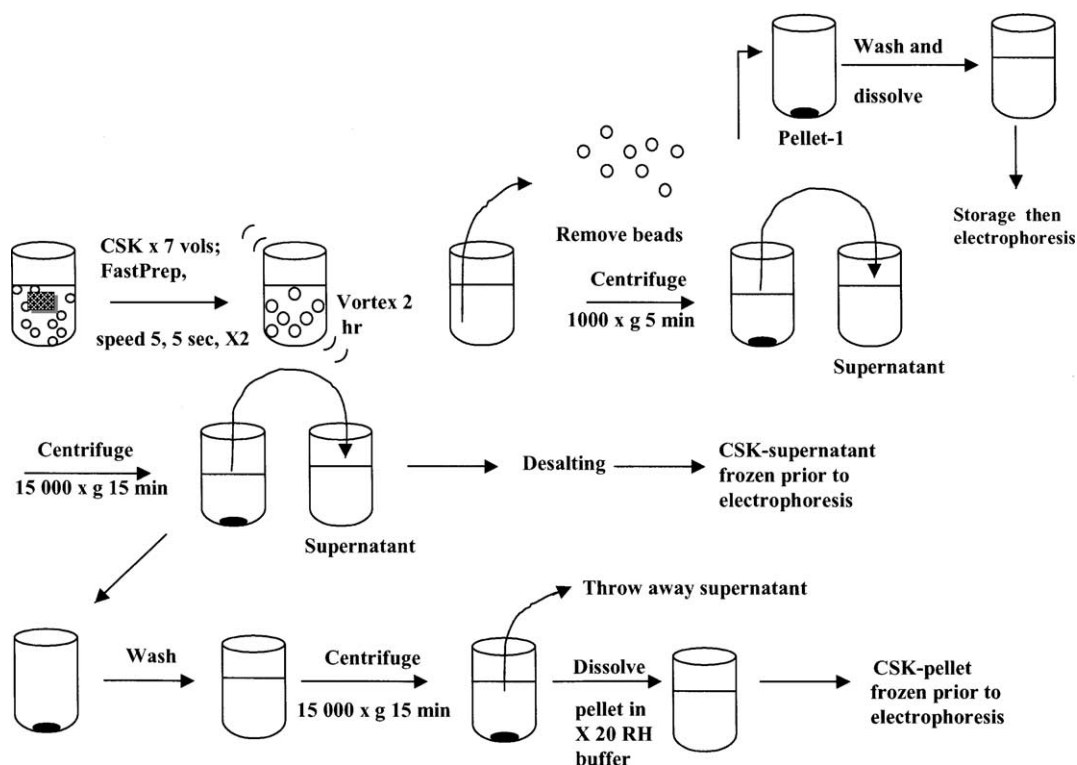 Wash and
dissolve
Pellet-1
Storage then
electrophoresis
CSK x 7 vols;
FastPrep,
speed 5, 5 sec, X2
Vortex 2
hr
Remove beads
Centrifuge
1000 x g 5 min
Supernatant
Centrifuge
15 000 x g 15 min
Supernatant
Desalting
CSK-supernatant
frozen prior to
electrophoresis
Throw away supernatant
Wash
Centrifuge
15 000 x g 15 min
Dissolve
pellet in
X 20 RH
buffer
CSK-pellet
frozen prior to
electrophoresis